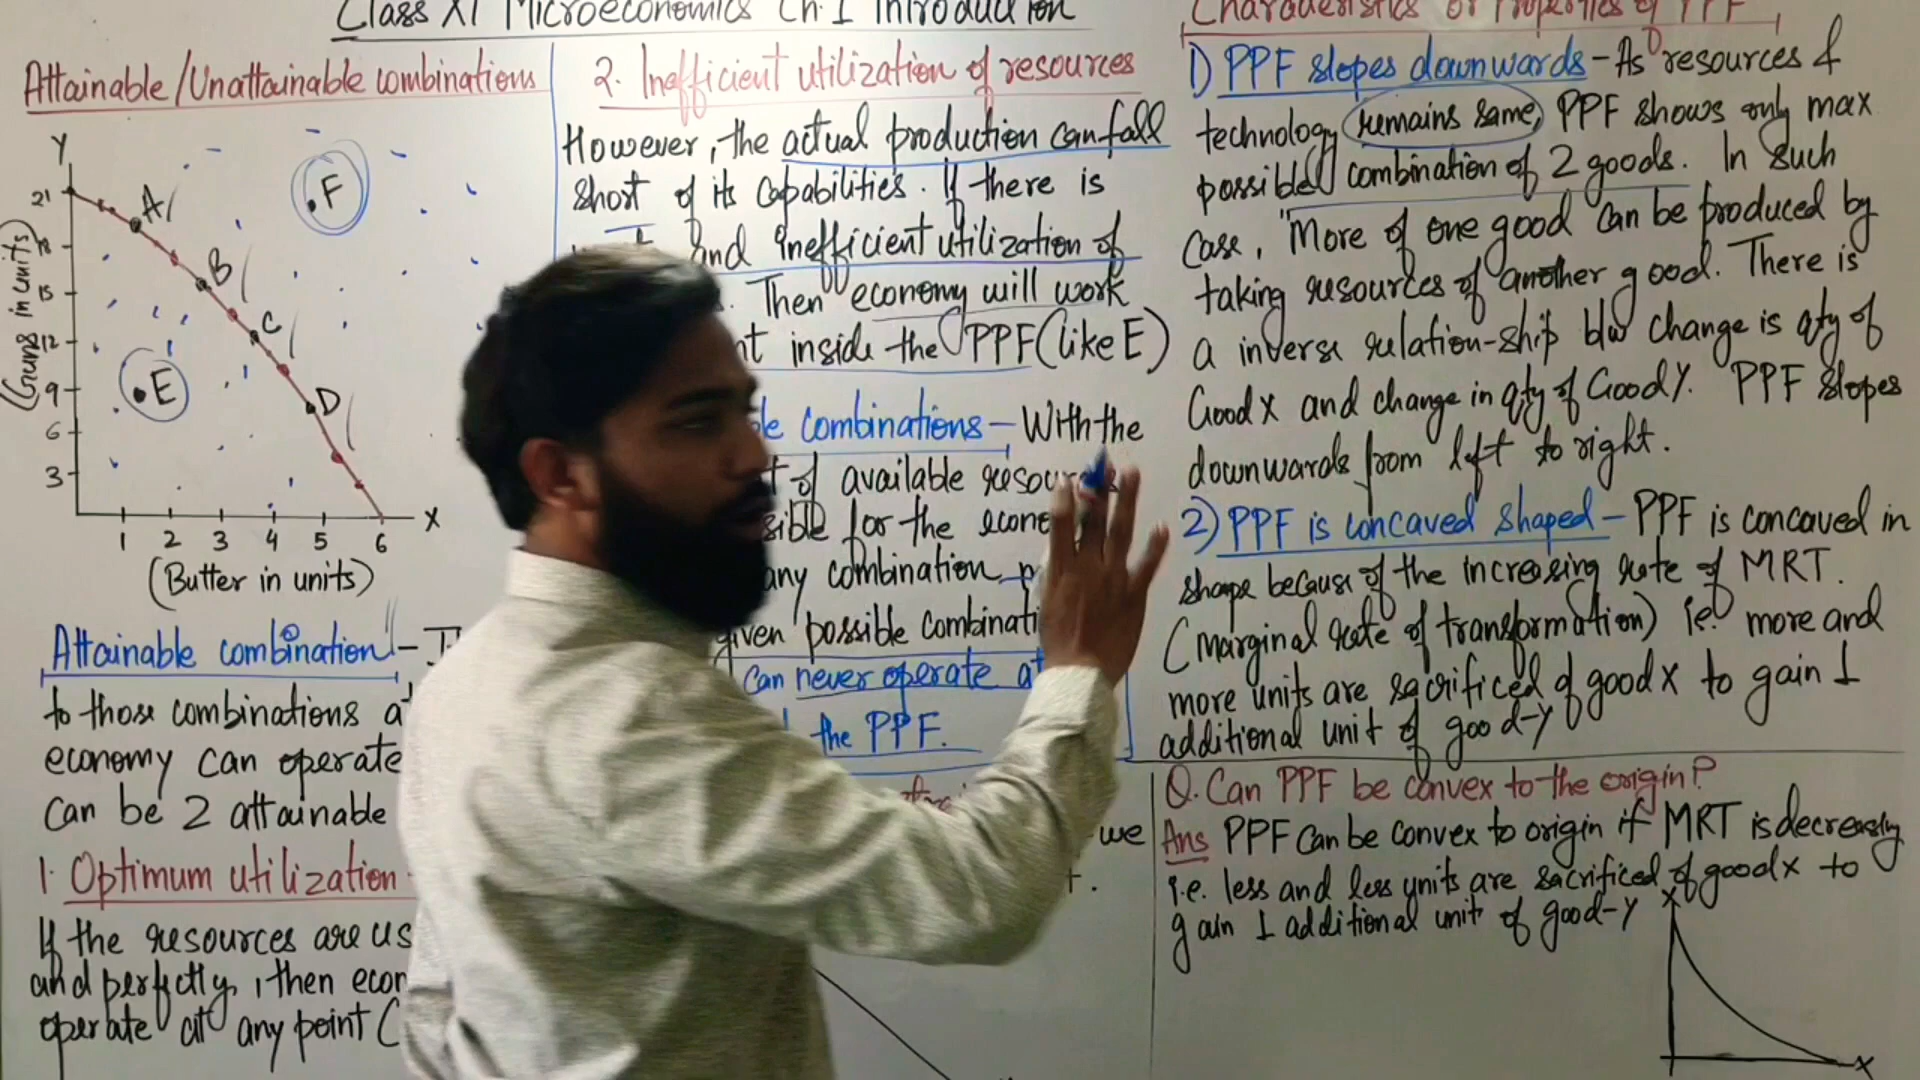 Class XI Microeconomics Ch.1 Introduction
Attainable/Unattainable combinations
Y
21
18
15
12
9
6
3
(Guns in units)
A
B
C
D
E
F
1 2 3 4 5 6
X
(Butter in units)
Attainable combination -
to those combinations
economy can operate
can be 2 attainable
1. Optimum utilization
If the resources are
and perfectly, then
operate at any point (
2. Inefficient utilization of resources
However, the actual production can fall
short of its capabilities. If there is
and inefficient utilization of
Then economy will work
inside the PPF (like E)
combinations - With the
of available
for the
any combination
given possible
can never operate
the PPF.
we
Characteristics or Properties of PPF
1) PPF slopes downwards - As resources &
technology remains same, PPF shows only max
possible combination of 2 goods. In such
case, "More of one good can be produced by
taking resources of another good. There is
a inverse relation-ship b/w change is qty of
Good X and change in qty of Good Y. PPF slopes
downwards from left to right.
2) PPF is concaved shaped - PPF is concaved in
shape because of the increasing rate of MRT.
(Marginal rate of transformation) i.e. more and
more units are sacrificed of good X to gain 1
additional unit of good-y
Q. Can PPF be convex to the origin?
Ans PPF can be convex to origin if MRT is decreasing
i.e. less and less units are sacrificed of good X to
gain 1 additional unit of good-y
X
X